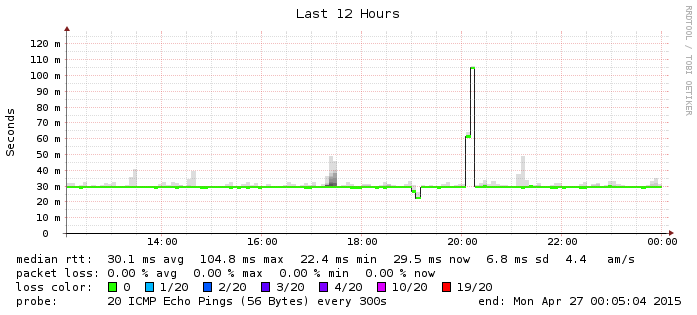 Last 12 Hours
RRDTOOL / TOBI OETIKER
Seconds
120 m
110 m
100 m
90 m
80 m
70 m
60 m
50 m
40 m
30 m
20 m
10 m
0
14:00 16:00 18:00 20:00 22:00 00:00
median rtt: 30.1 ms avg 104.8 ms max 22.4 ms min 29.5 ms now 6.8 ms sd 4.4 am/s
packet loss: 0.00 % avg 0.00 % max 0.00 % min 0.00 % now
loss color: 0 1/20 2/20 3/20 4/20 10/20 19/20
probe: 20 ICMP Echo Pings (56 Bytes) every 300s end: Mon Apr 27 00:05:04 2015